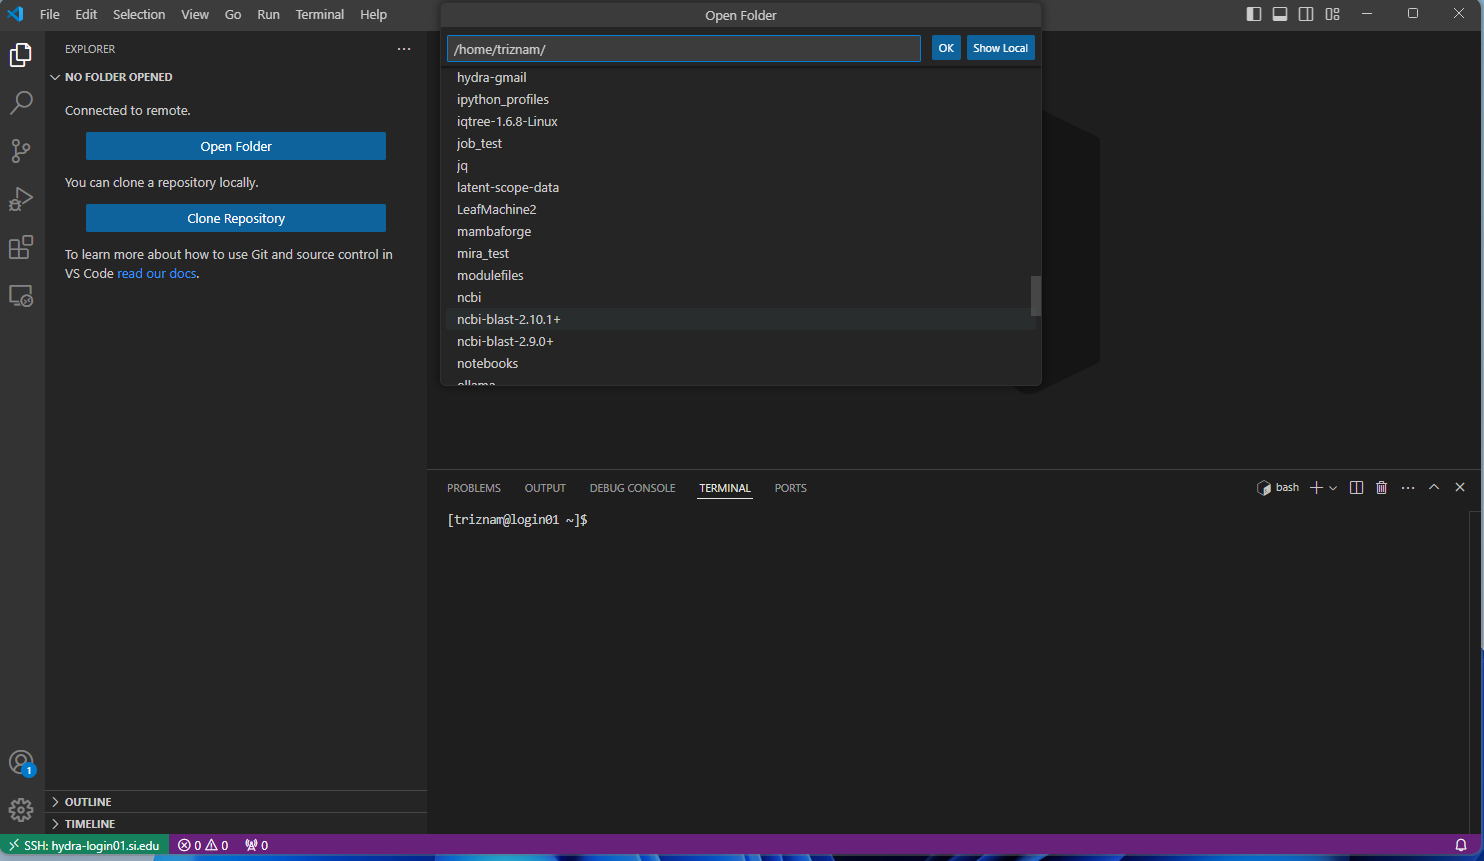 File Edit Selection View Go Run Terminal Help
Open Folder
/home/triznam/
OK
Show Local
hydra-gmail
ipython_profiles
iqtree-1.6.8-Linux
job_test
jq
latent-scope-data
LeafMachine2
mambaforge
mira_test
modulefiles
ncbi
ncbi-blast-2.10.1+
ncbi-blast-2.9.0+
notebooks
ollama
EXPLORER
NO FOLDER OPENED
Connected to remote.
Open Folder
You can clone a repository locally.
Clone Repository
To learn more about how to use Git and source control in
VS Code read our docs.
PROBLEMS OUTPUT DEBUG CONSOLE TERMINAL PORTS
bash
[triznam@login01 ~]$
1
OUTLINE
TIMELINE
SSH: hydra-login01.si.edu 0 0 0